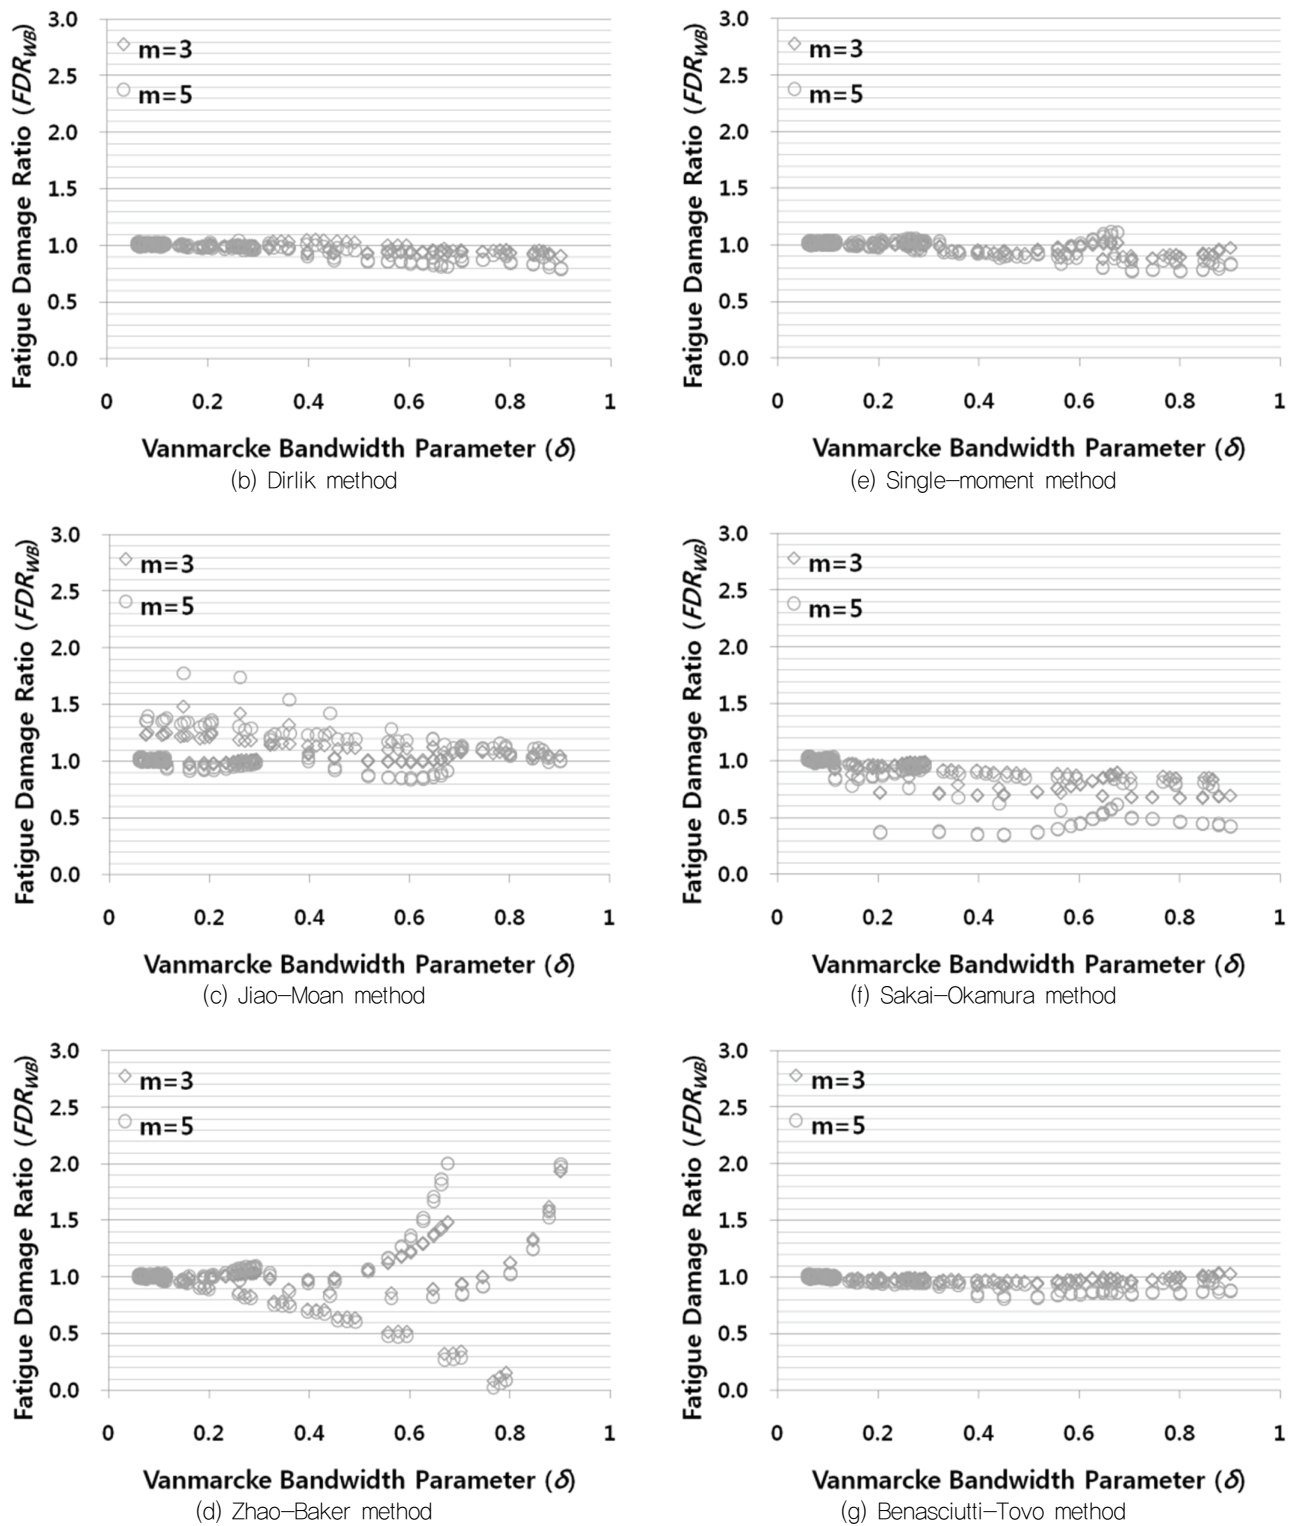 3.0
2.5
2.0
1.5
1.0
0.5
0.0
m=3
m=5
Fatigue Damage Ratio (FDR_WB)
0 0.2 0.4 0.6 0.8 1
Vanmarcke Bandwidth Parameter (δ)
(b) Dirlik method
3.0
2.5
2.0
1.5
1.0
0.5
0.0
m=3
m=5
Fatigue Damage Ratio (FDR_WB)
0 0.2 0.4 0.6 0.8 1
Vanmarcke Bandwidth Parameter (δ)
(e) Single-moment method
3.0
2.5
2.0
1.5
1.0
0.5
0.0
m=3
m=5
Fatigue Damage Ratio (FDR_WB)
0 0.2 0.4 0.6 0.8 1
Vanmarcke Bandwidth Parameter (δ)
(c) Jiao-Moan method
3.0
2.5
2.0
1.5
1.0
0.5
0.0
m=3
m=5
Fatigue Damage Ratio (FDR_WB)
0 0.2 0.4 0.6 0.8 1
Vanmarcke Bandwidth Parameter (δ)
(f) Sakai-Okamura method
3.0
2.5
2.0
1.5
1.0
0.5
0.0
m=3
m=5
Fatigue Damage Ratio (FDR_WB)
0 0.2 0.4 0.6 0.8 1
Vanmarcke Bandwidth Parameter (δ)
(d) Zhao-Baker method
3.0
2.5
2.0
1.5
1.0
0.5
0.0
m=3
m=5
Fatigue Damage Ratio (FDR_WB)
0 0.2 0.4 0.6 0.8 1
Vanmarcke Bandwidth Parameter (δ)
(g) Benasciutti-Tovo method